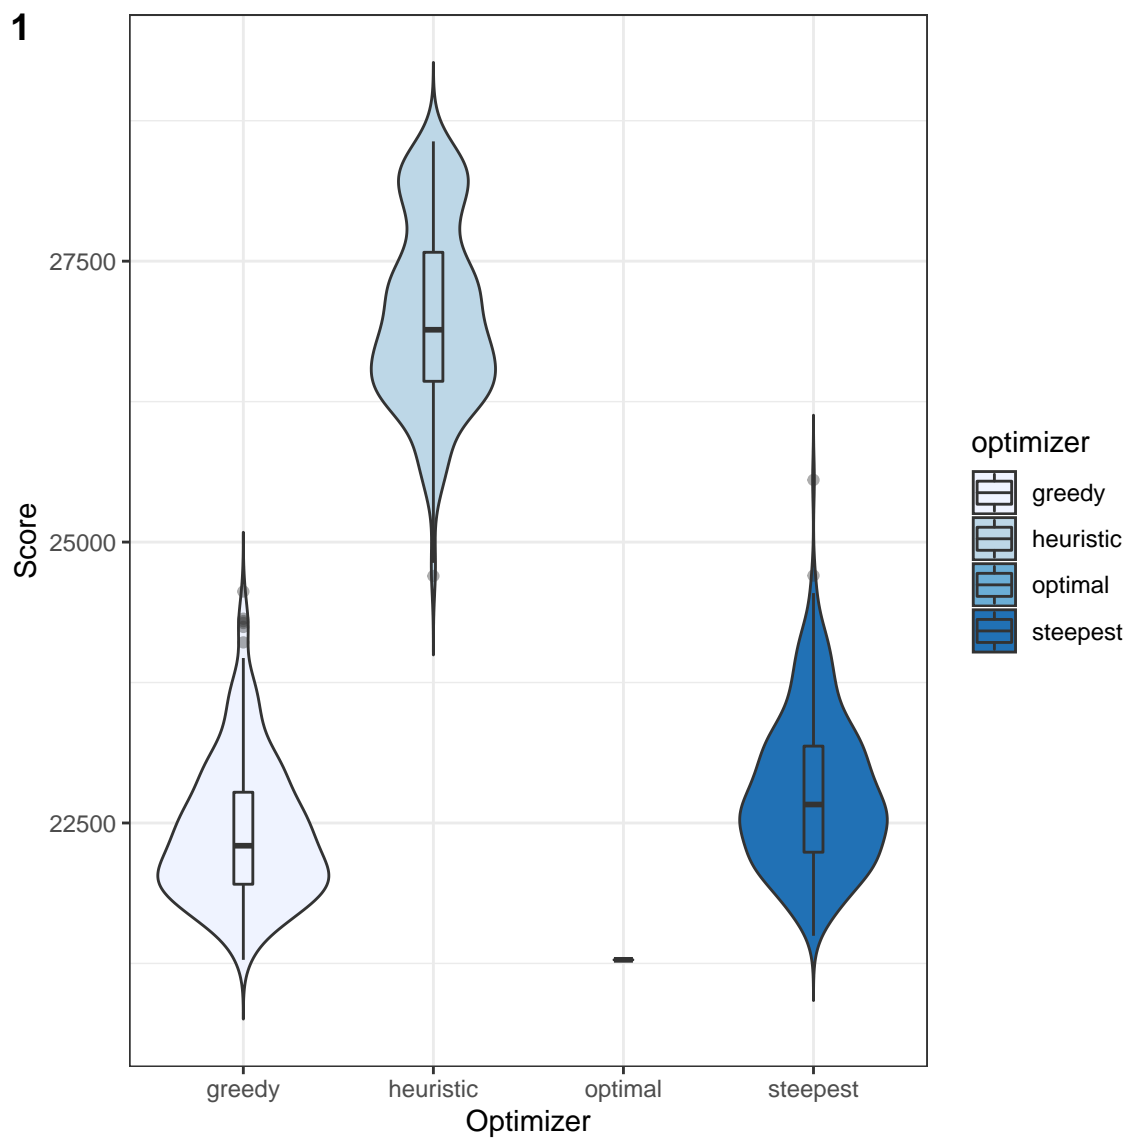 1
Score
27500
25000
22500
greedy
heuristic
optimal
steepest
Optimizer
optimizer
greedy
heuristic
optimal
steepest